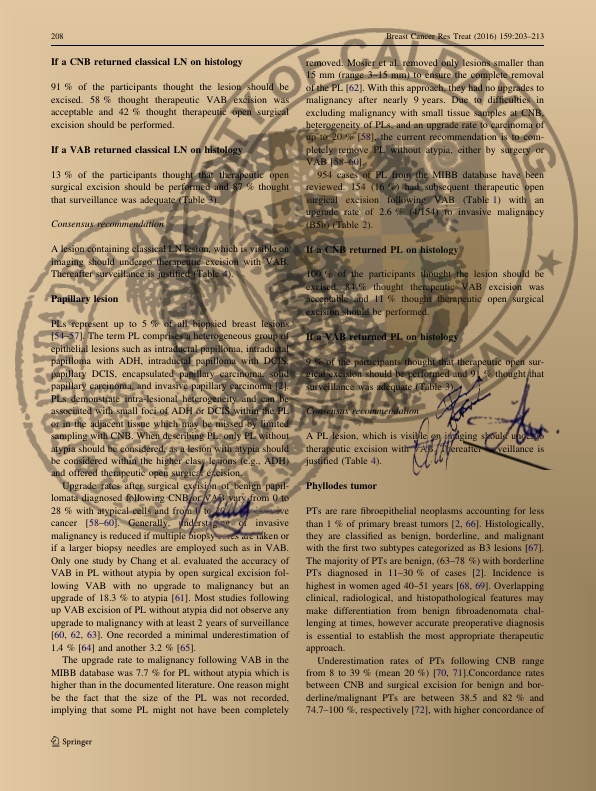 208
Breast Cancer Res Treat (2016) 159:203–213
If a CNB returned classical LN on histology
91 % of the participants thought the lesion should be
excised. 58 % thought therapeutic VAB excision was
acceptable and 42 % thought therapeutic open surgical
excision should be performed.
If a VAB returned classical LN on histology
13 % of the participants thought that therapeutic open
surgical excision should be performed and 87 % thought
that surveillance was adequate (Table 3).
Consensus recommendation
A lesion containing classical LN lesion, which is visible on
imaging should undergo therapeutic excision with VAB.
Thereafter surveillance is justified (Table 4).
Papillary lesion
PLs represent up to 5 % of all biopsied breast lesions
[54–57]. The term PL comprises a heterogeneous group of
epithelial lesions such as intraductal papilloma, intraductal
papilloma with ADH, intraductal papilloma with DCIS,
papillary DCIS, encapsulated papillary carcinoma, solid
papillary carcinoma, and invasive papillary carcinoma [2].
PLs demonstrate intra-lesional heterogeneity and can be
associated with small foci of ADH or DCIS within the PL
or in the adjacent tissue which may be missed by limited
sampling with CNB. When describing PL, only PL without
atypia should be considered, as a lesion with atypia should
be considered within the higher class lesions (e.g., ADH)
and offered therapeutic open surgical excision.
Upgrade rates after surgical excision of benign papil-
lomata diagnosed following CNB or VAB vary from 0 to
28 % with atypical cells and from
cancer [58–60]. Generally, of invasive
malignancy is reduced if multiple biopsy cores are taken or
if a larger biopsy needles are employed such as in VAB.
Only one study by Chang et al. evaluated the accuracy of
VAB in PL without atypia by open surgical excision fol-
lowing VAB with no upgrade to malignancy but an
upgrade of 18.3 % to atypia [61]. Most studies following
up VAB excision of PL without atypia did not observe any
upgrade to malignancy with at least 2 years of surveillance
[60, 62, 63]. One recorded a minimal underestimation of
1.4 % [64] and another 3.2 % [65].
The upgrade rate to malignancy following VAB in the
MIBB database was 7.7 % for PL without atypia which is
higher than in the documented literature. One reason might
be the fact that the size of the PL was not recorded,
implying that some PL might not have been completely
removed. Mosier et al. removed only lesions smaller than
15 mm (range 3–15 mm) to ensure the complete removal
of the PL [62]. With this approach, they had no upgrades to
malignancy after nearly 9 years. Due to difficulties in
excluding malignancy with small tissue samples at CNB,
heterogeneity of PLs, and an upgrade rate to carcinoma of
up to 20 % [58], the current recommendation is to com-
pletely remove PL without atypia, either by surgery or
VAB [58–60].
954 cases of PL from the MIBB database have been
reviewed. 154 (16 %) had subsequent therapeutic open
surgical excision following VAB (Table 1) with an
upgrade rate of 2.6 % (4/154) to invasive malignancy
(B5b) (Table 2).
If a CNB returned PL on histology
100 % of the participants thought the lesion should be
excised. 84 % thought therapeutic VAB excision was
acceptable and 11 % thought therapeutic open surgical
excision should be performed.
If a VAB returned PL on histology
9 % of the participants thought that therapeutic open sur-
gical excision should be performed and 91 % thought that
surveillance was adequate (Table 3)
Consensus recommendation
A PL lesion, which is visible on imaging should undergo
therapeutic excision with VAB. Thereafter surveillance is
justified (Table 4).
Phyllodes tumor
PTs are rare fibroepithelial neoplasms accounting for less
than 1 % of primary breast tumors [2, 66]. Histologically,
they are classified as benign, borderline, and malignant
with the first two subtypes categorized as B3 lesions [67].
The majority of PTs are benign, (63–78 %) with borderline
PTs diagnosed in 11–30 % of cases [2]. Incidence is
highest in women aged 40–51 years [68, 69]. Overlapping
clinical, radiological, and histopathological features may
make differentiation from benign fibroadenomata chal-
lenging at times, however accurate preoperative diagnosis
is essential to establish the most appropriate therapeutic
approach.
Underestimation rates of PTs following CNB range
from 8 to 39 % (mean 20 %) [70, 71].Concordance rates
between CNB and surgical excision for benign and bor-
derline/malignant PTs are between 38.5 and 82 % and
74.7–100 %, respectively [72], with higher concordance of
Springer